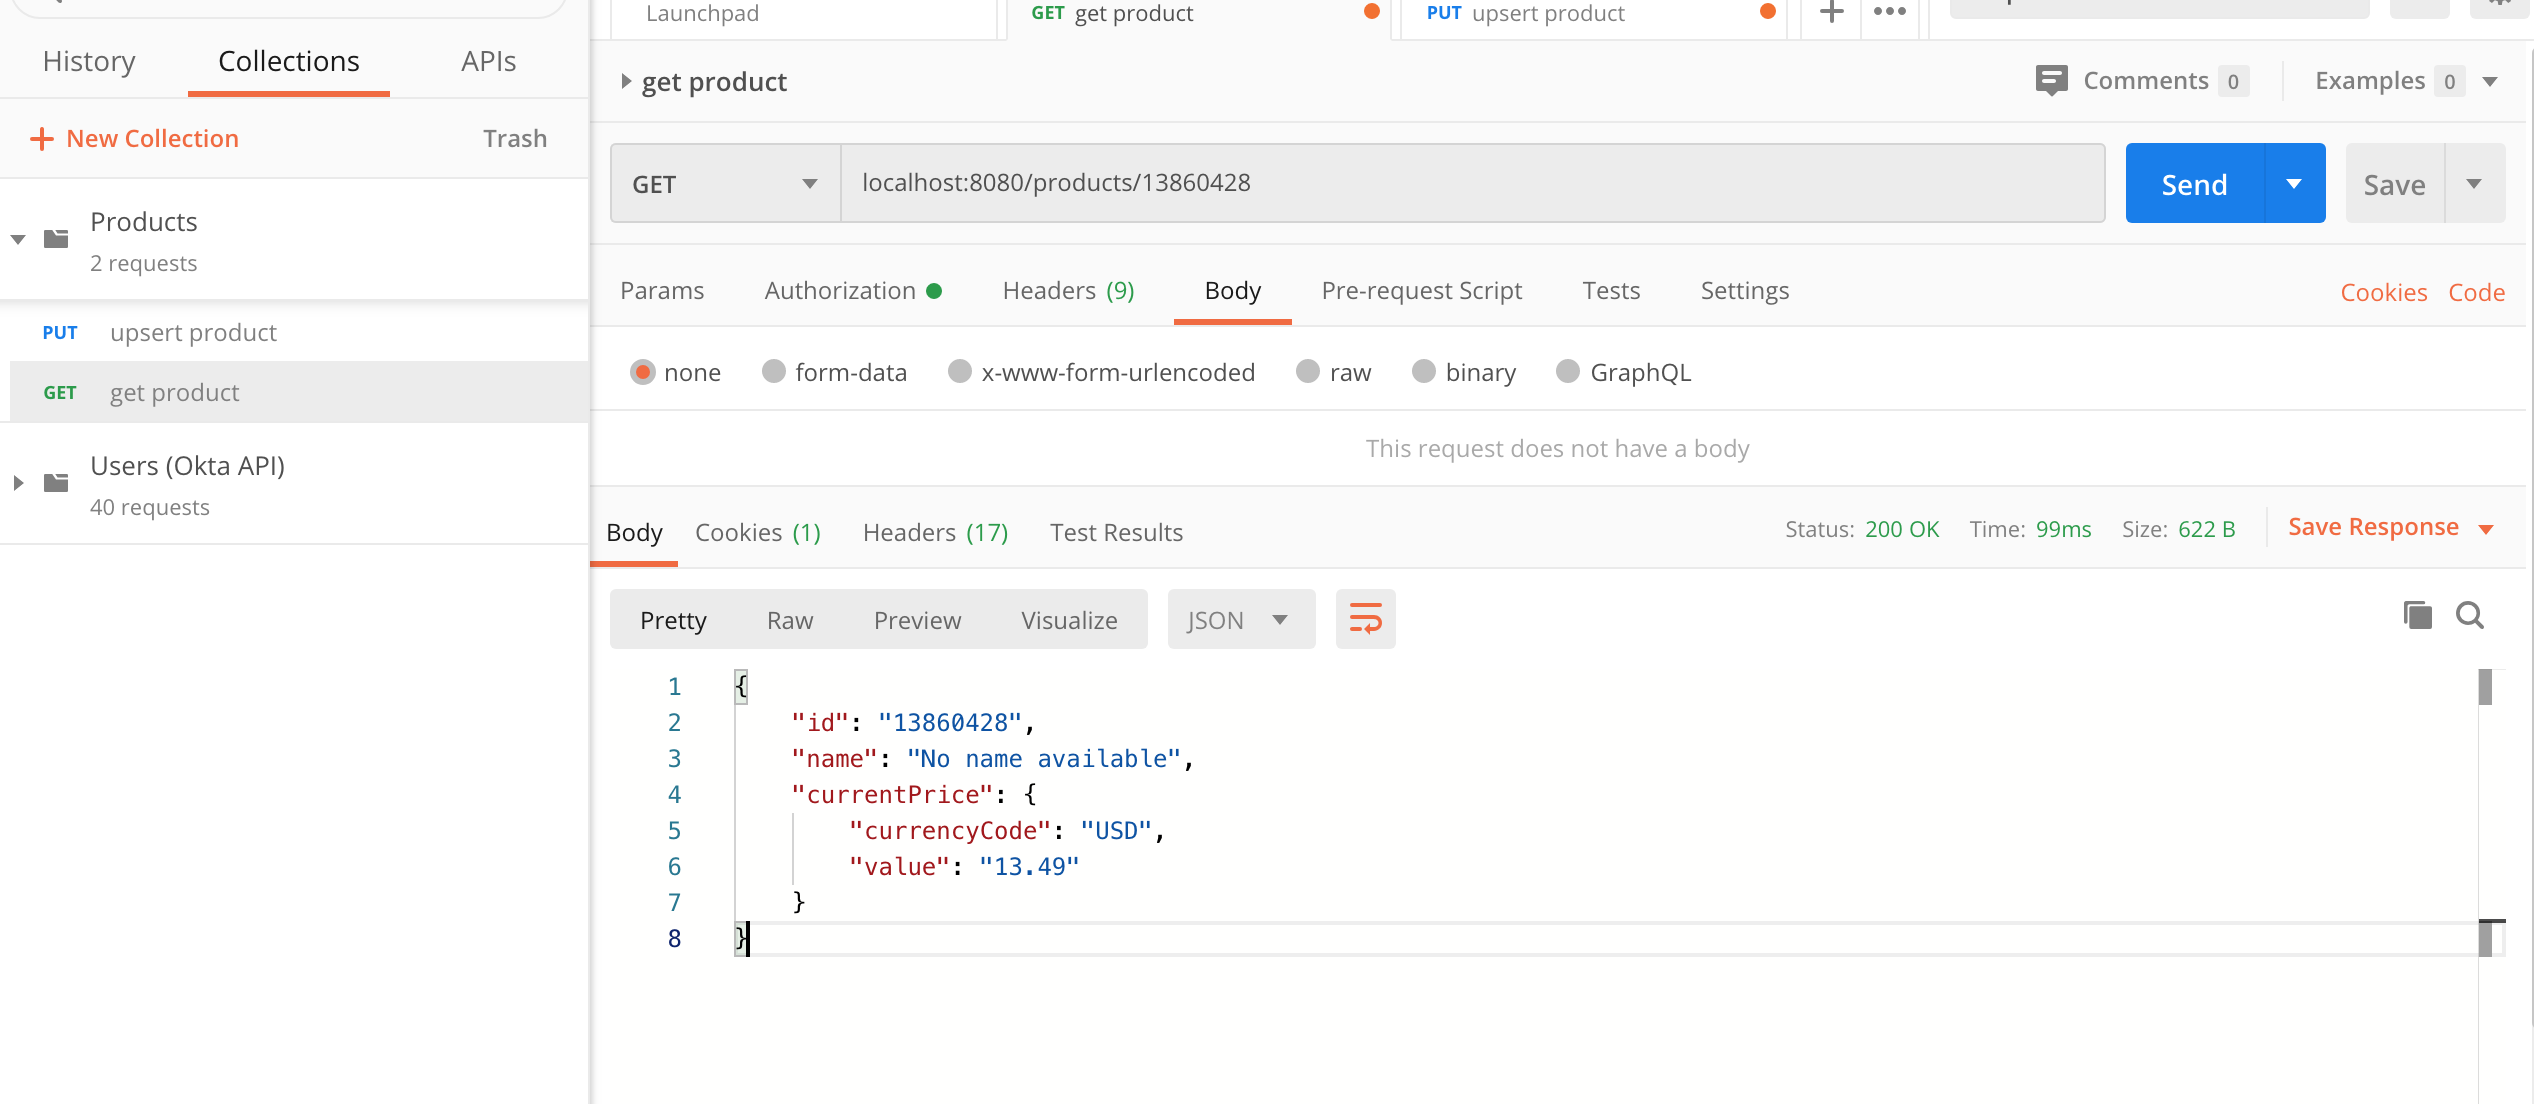 Launchpad
GET get product
PUT upsert product
History
Collections
APIs
New Collection
Trash
Products
2 requests
PUT upsert product
GET get product
Users (Okta API)
40 requests
get product
Comments 0
Examples 0
GET
localhost:8080/products/13860428
Send
Save
Params
Authorization
Headers (9)
Body
Pre-request Script
Tests
Settings
Cookies
Code
none
form-data
x-www-form-urlencoded
raw
binary
GraphQL
This request does not have a body
Body
Cookies (1)
Headers (17)
Test Results
Status: 200 OK
Time: 99ms
Size: 622 B
Save Response
Pretty
Raw
Preview
Visualize
JSON
1 {
2 "id": "13860428",
3 "name": "No name available",
4 "currentPrice": {
5 "currencyCode": "USD",
6 "value": "13.49"
7 }
8 }